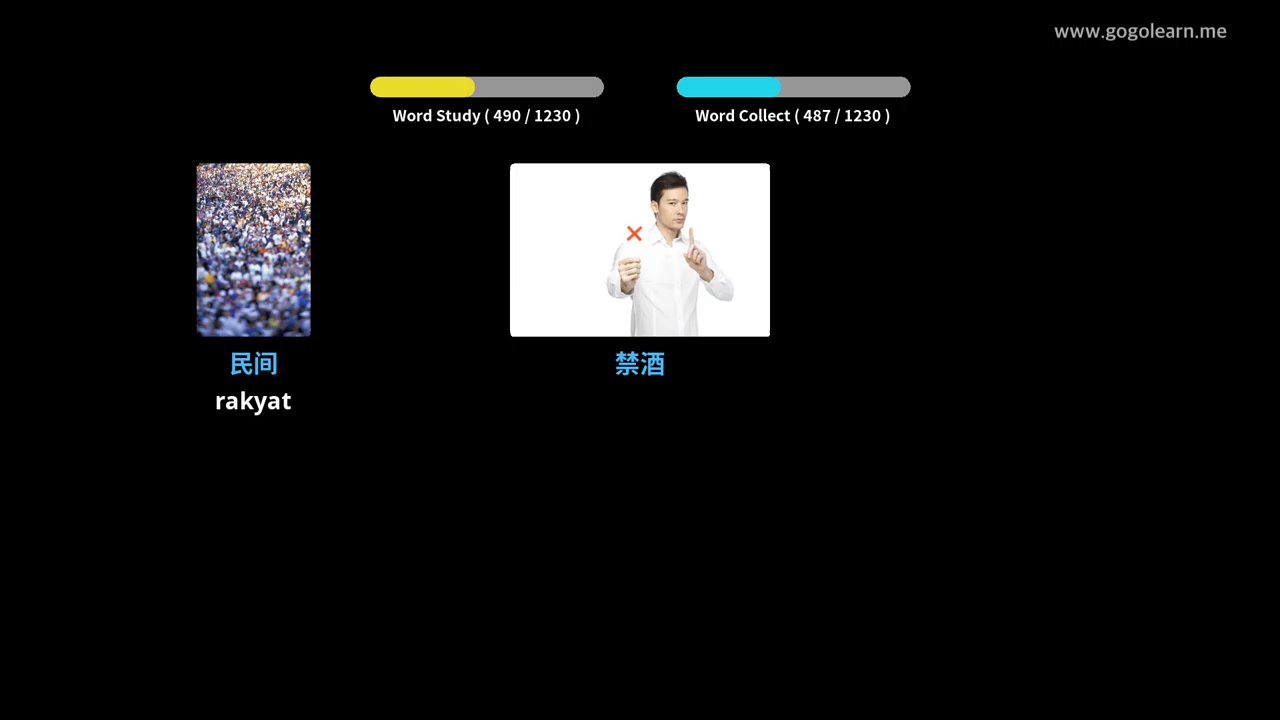 www.gogolearn.me
Word Study ( 490 / 1230 )
Word Collect ( 487 / 1230 )
民间
rakyat
禁酒